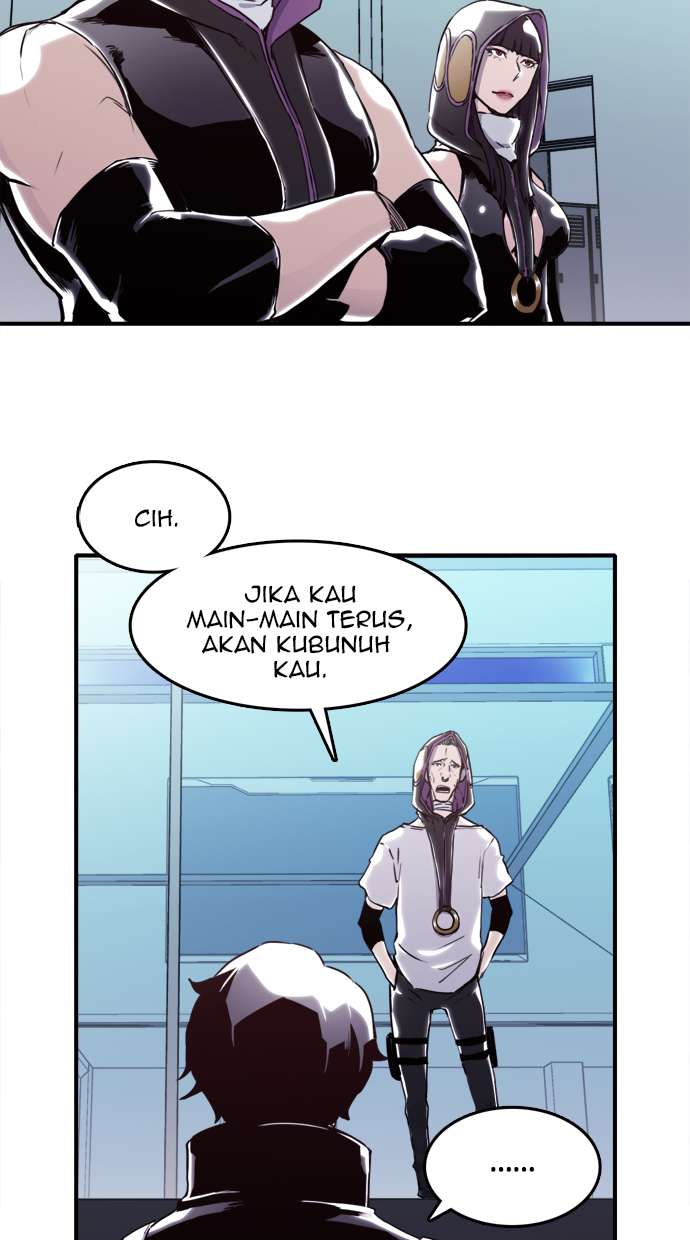 CIH.
JIKA KAU
MAIN-MAIN TERUS,
AKAN KUBUNUH
KAU.
......